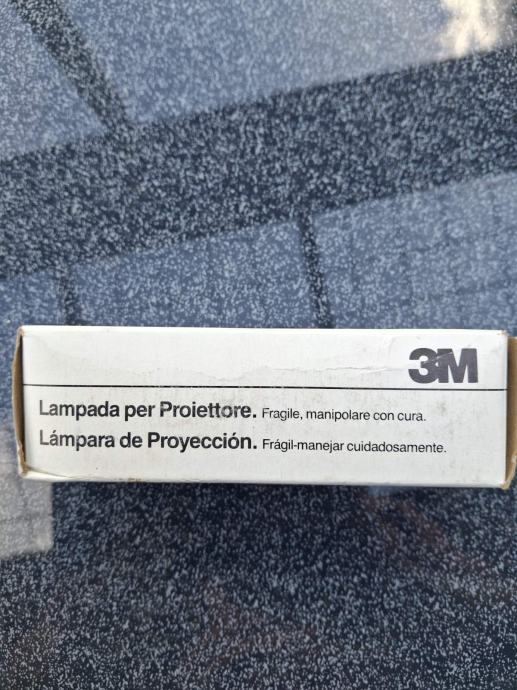 3M
Lampada per Proiettore. Fragile, manipolare con cura.
Lámpara de Proyección. Frágil-manejar cuidadosamente.